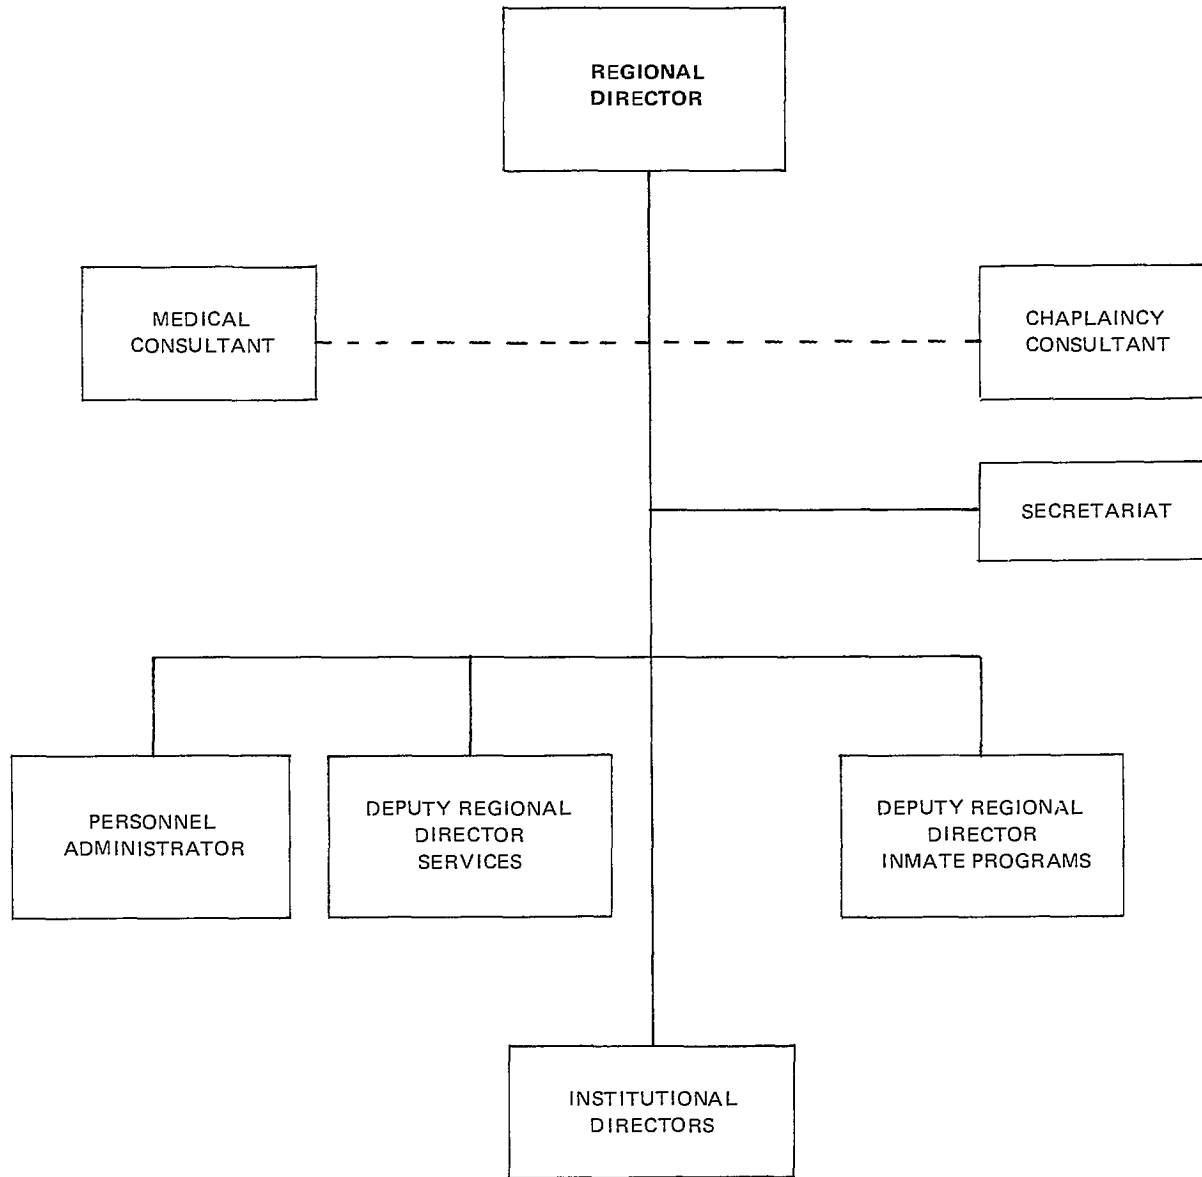 REGIONAL
DIRECTOR
MEDICAL
CONSULTANT
CHAPLAINCY
CONSULTANT
SECRETARIAT
PERSONNEL
ADMINISTRATOR
DEPUTY REGIONAL
DIRECTOR
SERVICES
DEPUTY REGIONAL
DIRECTOR
INMATE PROGRAMS
INSTITUTIONAL
DIRECTORS